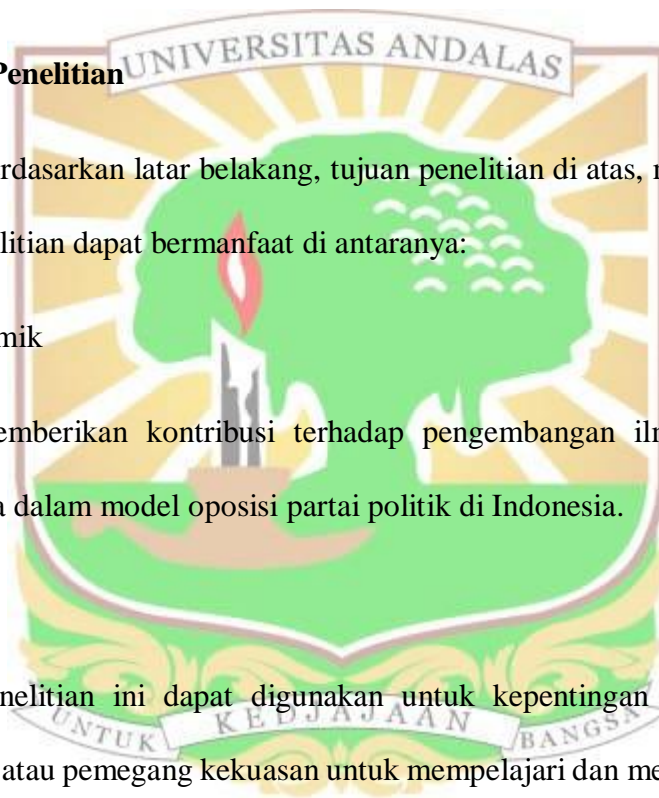 UNIVERSITAS ANDALAS
Penelitian
rdasarkan latar belakang, tujuan penelitian di atas,
litian dapat bermanfaat di antaranya:
mik
emberikan kontribusi terhadap pengembangan
a dalam model oposisi partai politik di Indonesia.
nelitian ini dapat digunakan untuk kepentingan
UNTUK KEDJAJAAN BANGSA
atau pemegang kekuasan untuk mempelajari dan me